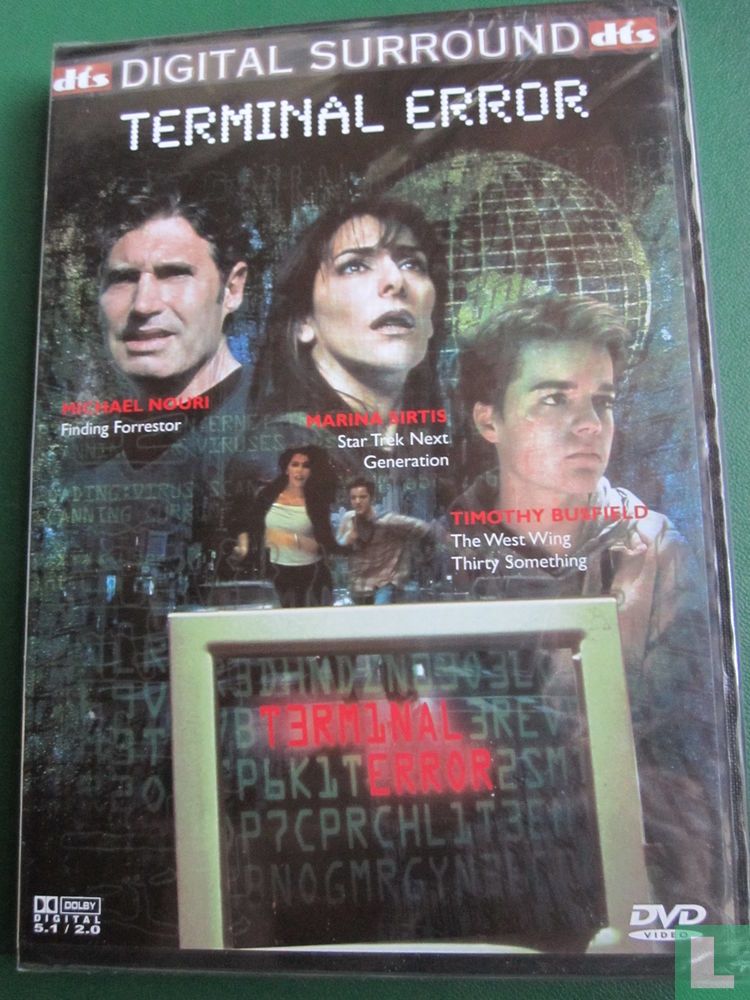 dts DIGITAL SURROUND dts
TERMINAL ERROR
MICHAEL NOURI
Finding Forrestor
MARINA SIRTIS
Star Trek Next
Generation
TIMOTHY BUSFIELD
The West Wing
Thirty Something
T3RM1NAL
ERROR
DOLBY
DIGITAL
5.1 / 2.0
DVD
VIDEO
L